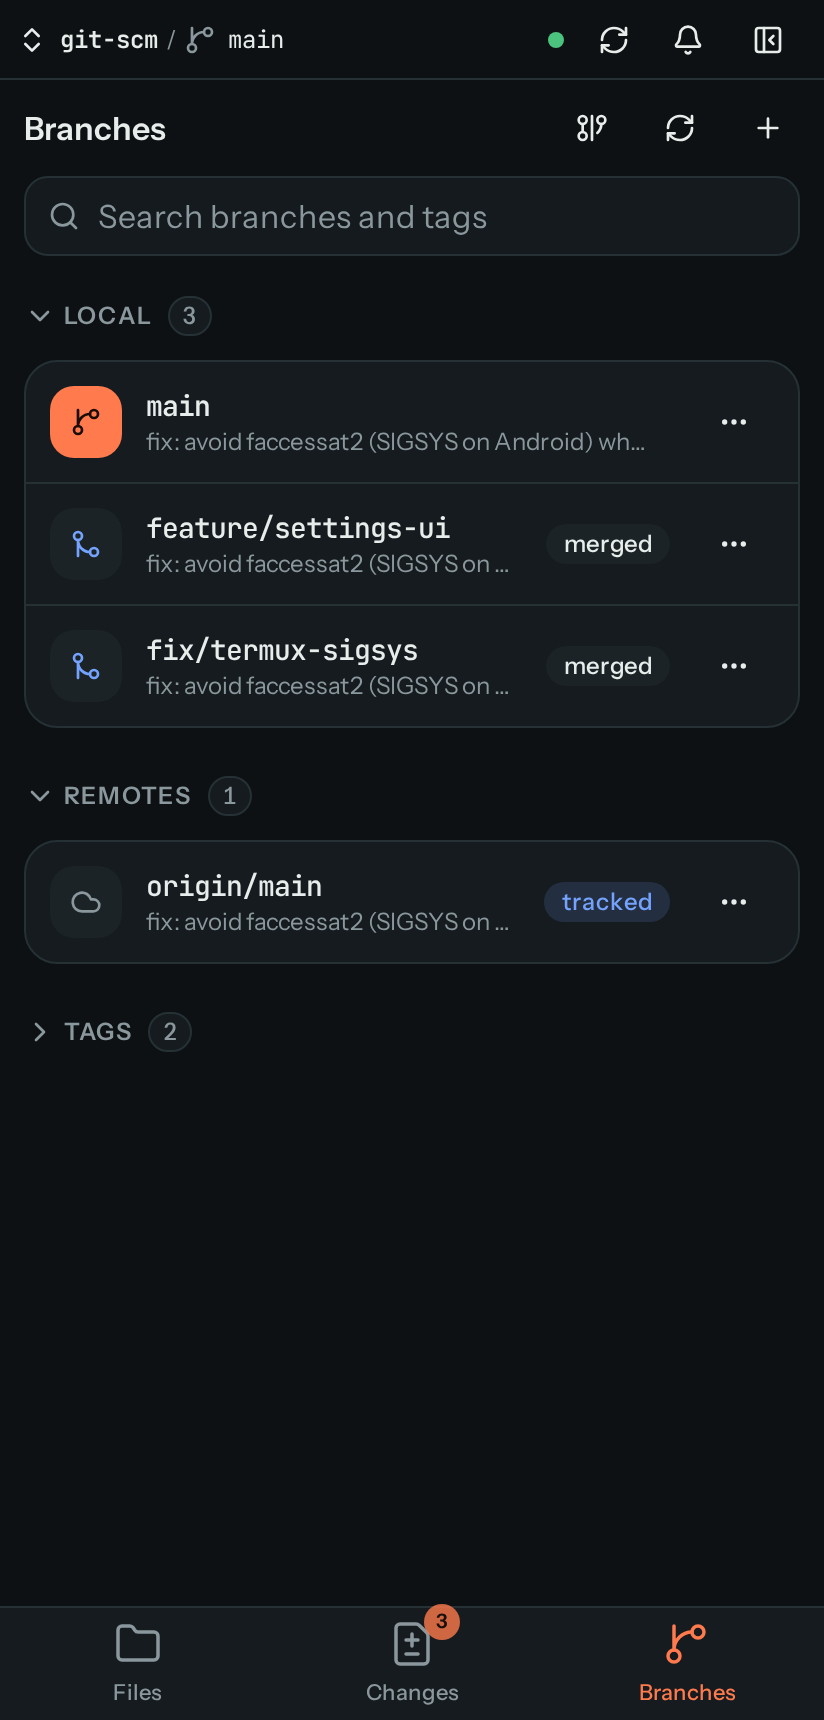 git-scm / main
Branches
Search branches and tags
LOCAL 3
main
fix: avoid faccessat2 (SIGSYS on Android) wh...
feature/settings-ui
fix: avoid faccessat2 (SIGSYS on ...
merged
fix/termux-sigsys
fix: avoid faccessat2 (SIGSYS on ...
merged
REMOTES 1
origin/main
fix: avoid faccessat2 (SIGSYS on ...
tracked
TAGS 2
3
Files
Changes
Branches